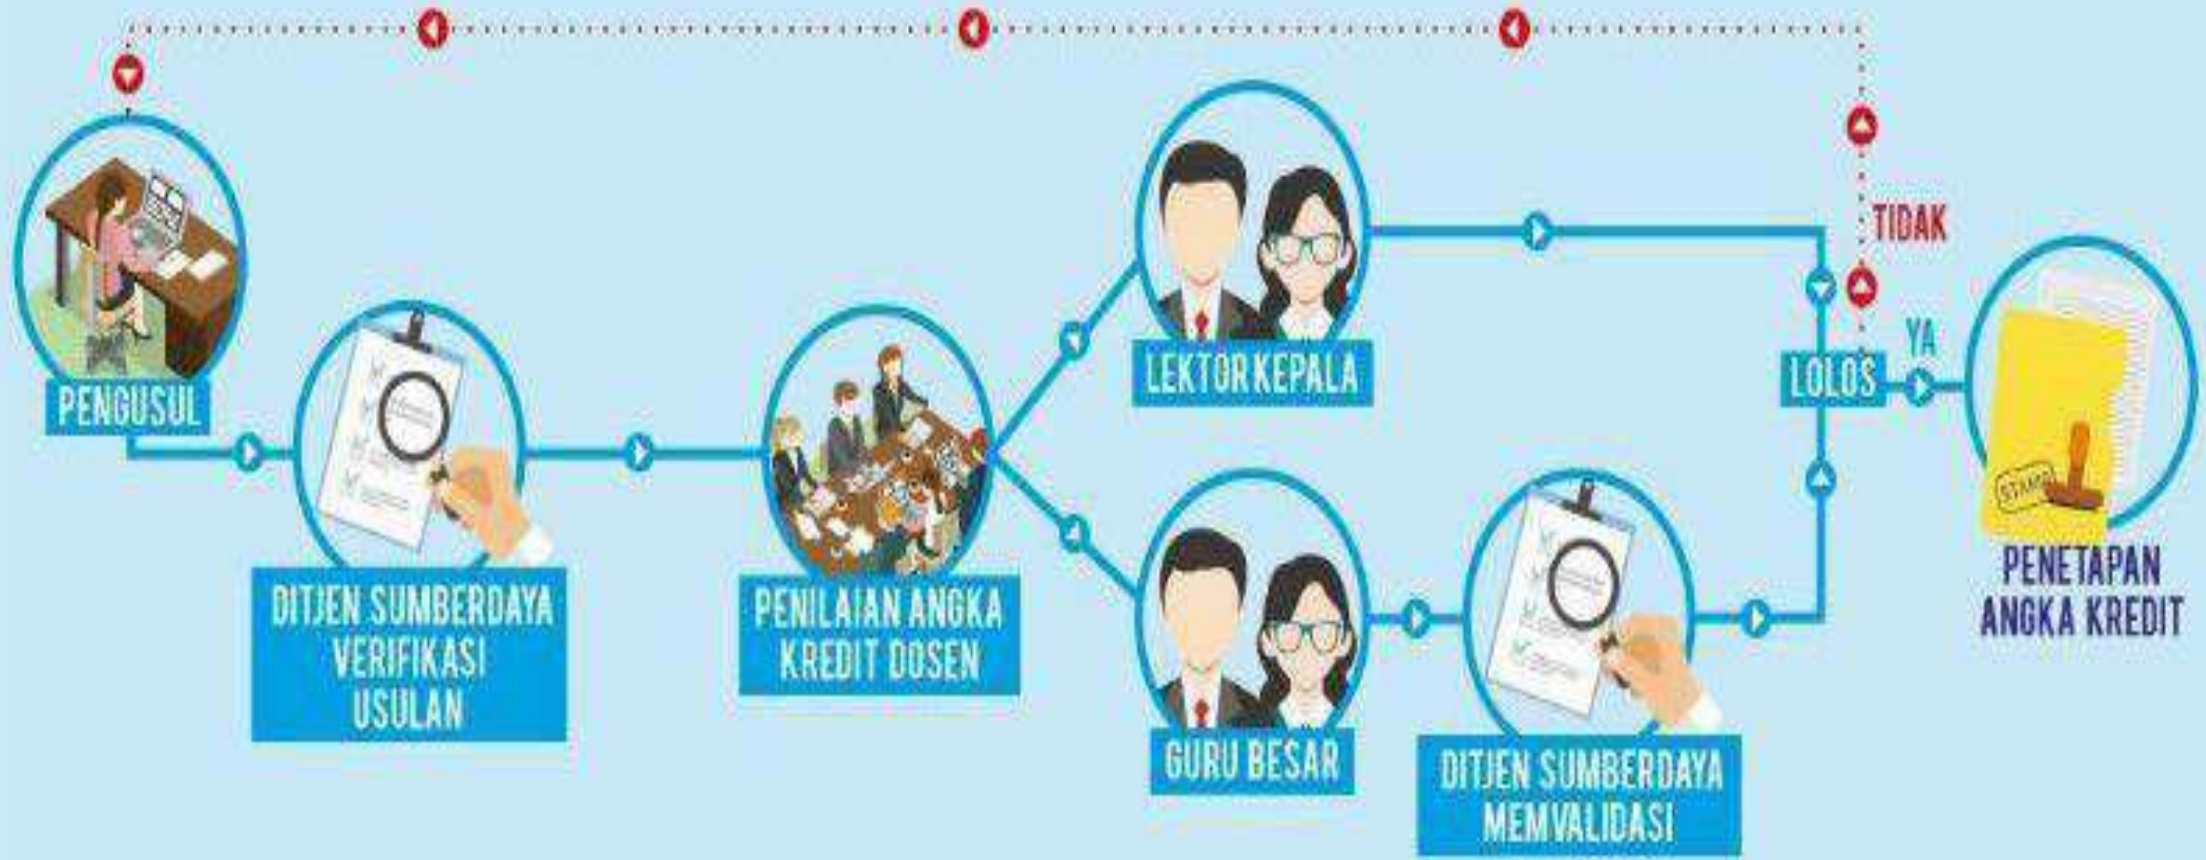 PENGUSUL
DITJEN SUMBERDAYA
VERIFIKASI
USULAN
PENILAIAN ANGKA
KREDIT DOSEN
LEKTOR KEPALA
GURU BESAR
DITJEN SUMBERDAYA
MEMVALIDASI
LOLOS
TIDAK
YA
STAMP
PENETAPAN
ANGKA KREDIT